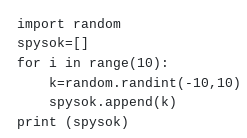 import random
spysok=[]
for i in range(10):
    k=random.randint(-10,10)
    spysok.append(k)
print (spysok)